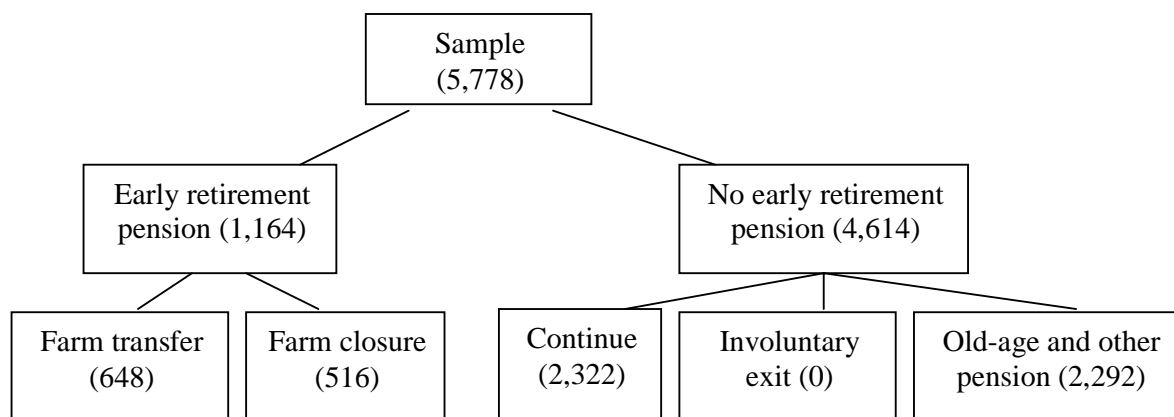 Sample
(5,778)
Early retirement
pension (1,164)
No early retirement
pension (4,614)
Farm transfer
(648)
Farm closure
(516)
Continue
(2,322)
Involuntary
exit (0)
Old-age and other
pension (2,292)